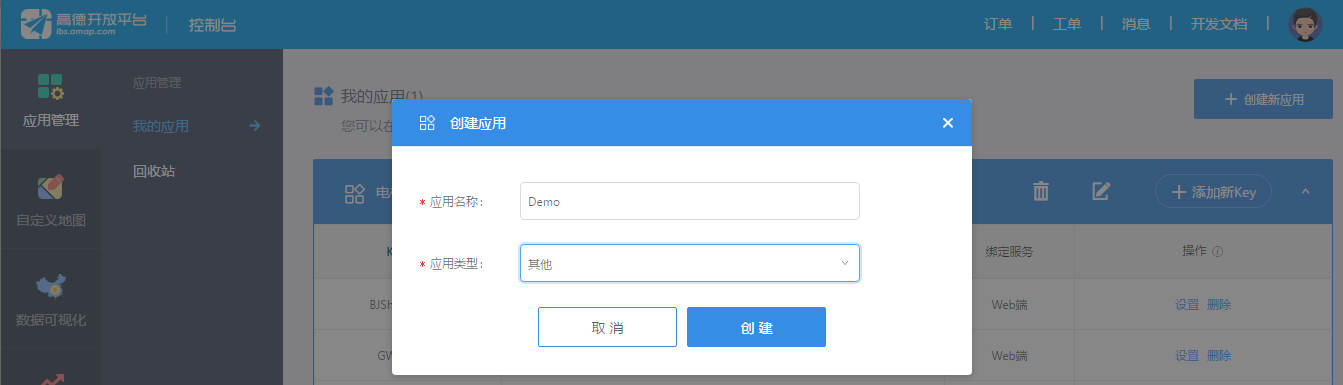 高德开放平台
lbs.amap.com
控制台
订单 | 工单 | 消息 | 开发文档 |
应用管理
我的应用
回收站
应用管理
自定义地图
数据可视化
我的应用(1)
您可以在
+ 创建新应用
创建应用
×
* 应用名称： Demo
* 应用类型： 其他
取 消
创 建
+ 添加新Key
绑定服务
操作
BJSh
Web端
设置 删除
GW
Web端
设置 删除